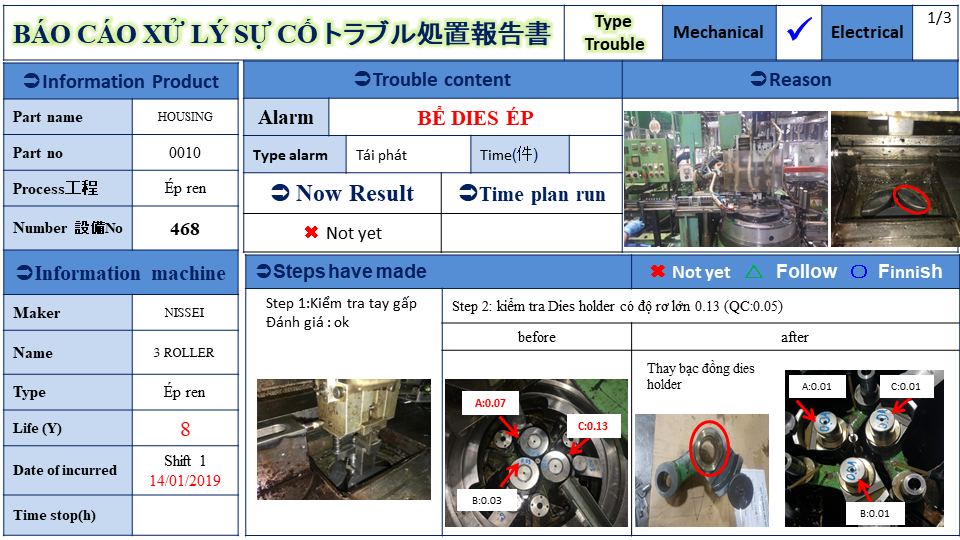 BÁO CÁO XỬ LÝ SỰ CỐトラブル処置報告書
Type
Trouble
Mechanical
✓
Electrical
1/3
➲Information Product
Part name
HOUSING
Part no
0010
Process工程
Ép ren
Number 設備No
468
➲Information machine
Maker
NISSEI
Name
3 ROLLER
Type
Ép ren
Life (Y)
8
Date of incurred
Shift 1
14/01/2019
Time stop(h)
➲Trouble content
Alarm
BỂ DIES ÉP
Type alarm
Tái phát
Time(件)
➲ Now Result
➲Time plan run
✖ Not yet
➲Reason
➲Steps have made
✖ Not yet △ Follow O Finnish
Step 1:Kiểm tra tay gấp
Đánh giá : ok
Step 2: kiểm tra Dies holder có độ rơ lớn 0.13 (QC:0.05)
before
after
A:0.07
C:0.13
B:0.03
Thay bạc đồng dies
holder
A:0.01
C:0.01
B:0.01